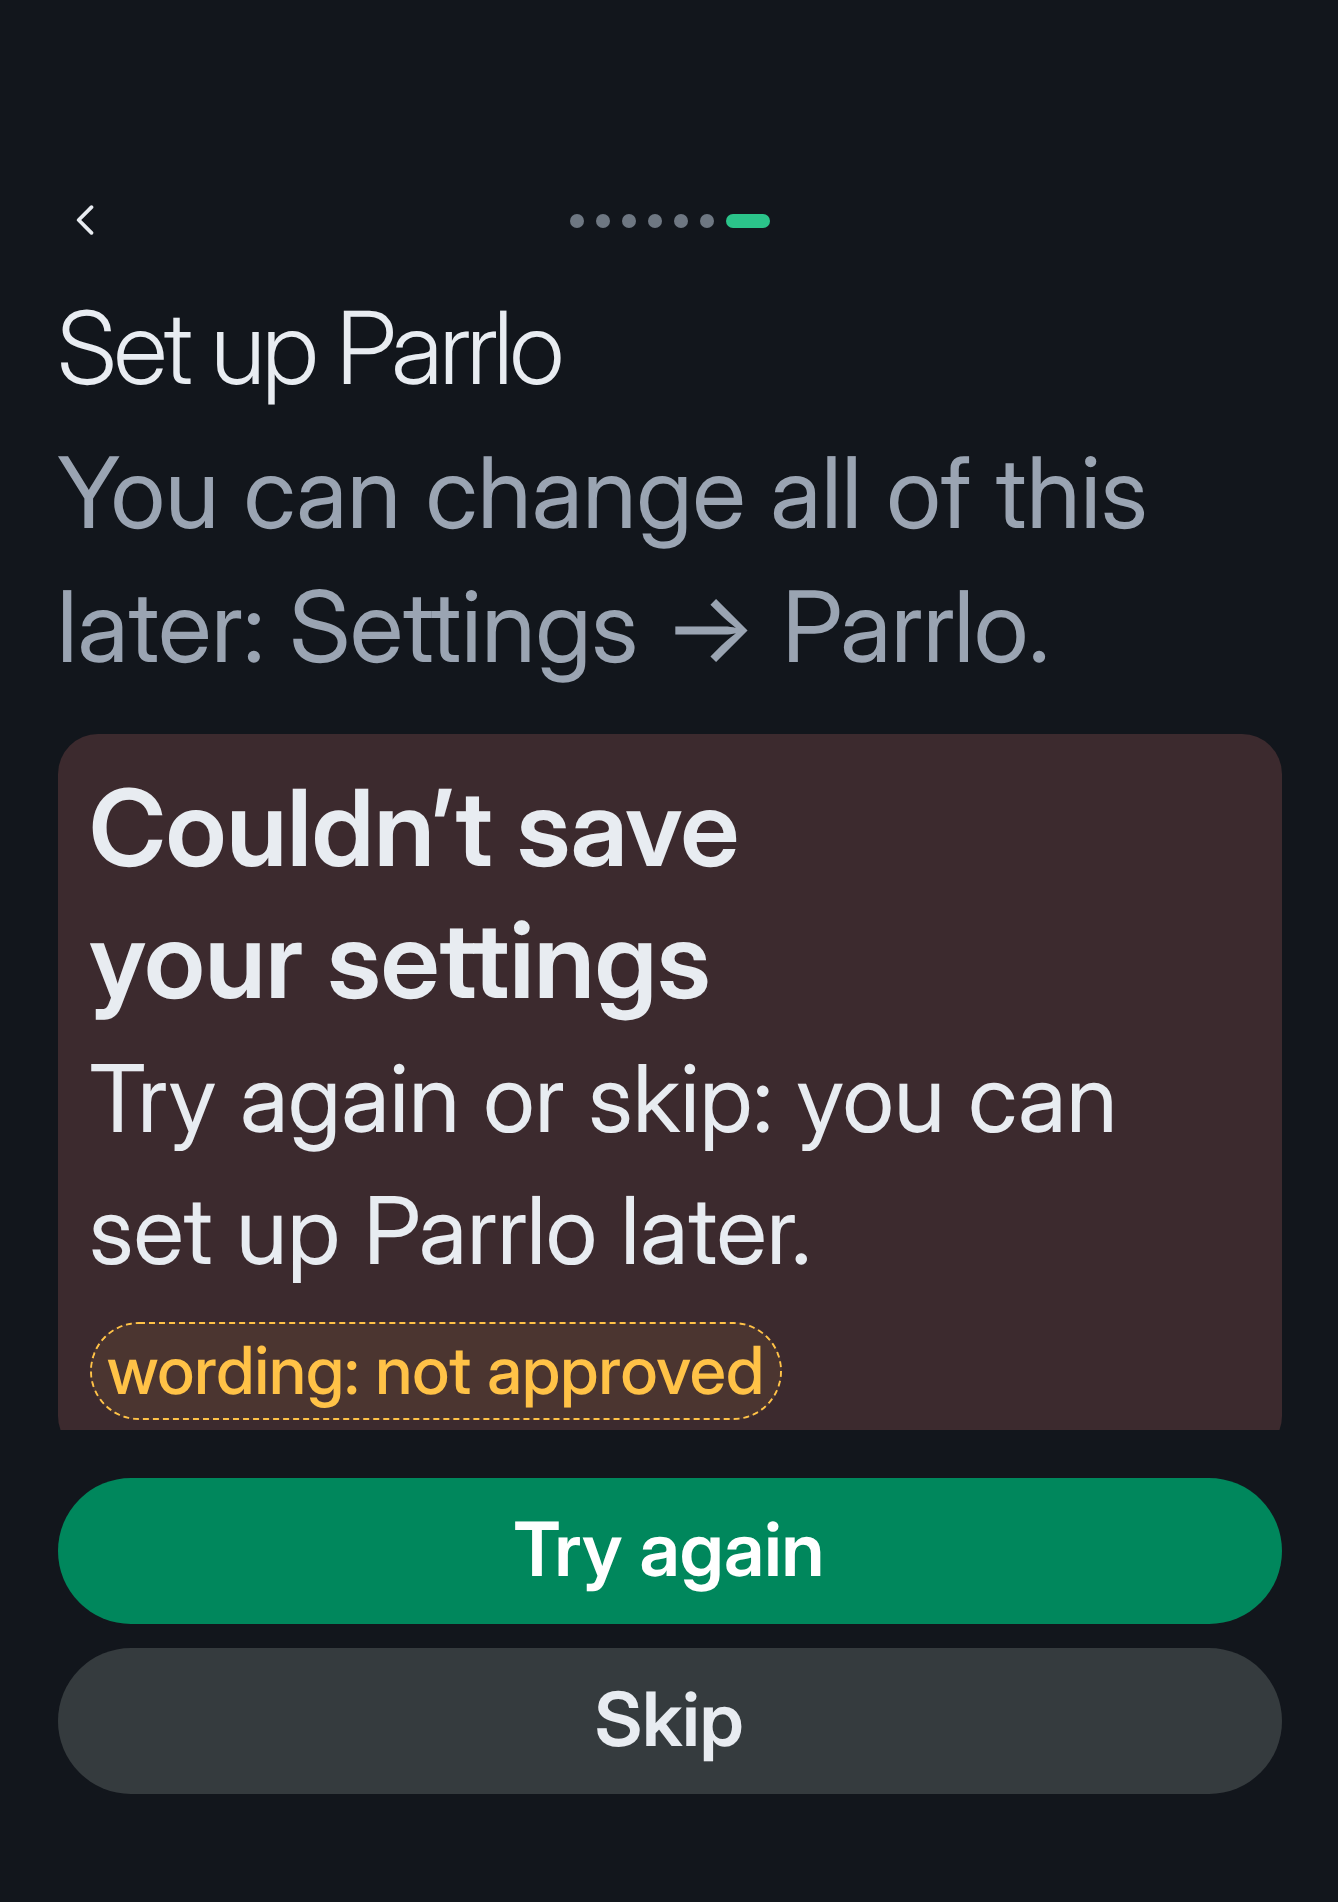 Set up Parrlo
You can change all of this
later: Settings → Parrlo.
Couldn’t save
your settings
Try again or skip: you can
set up Parrlo later.
wording: not approved
Try again
Skip